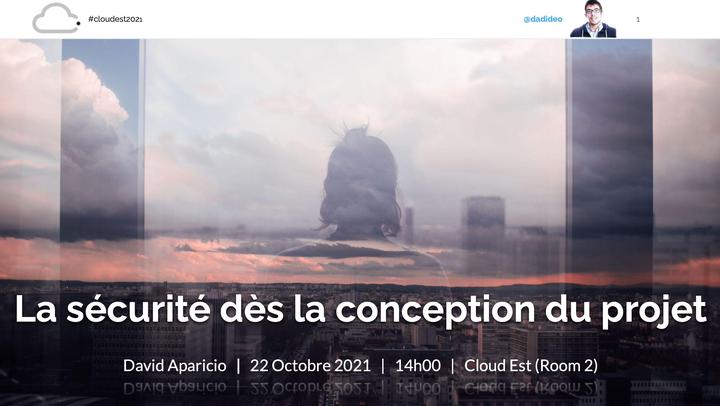 #cloudest2021
@dadideo
1
La sécurité dès la conception du projet
David Aparicio | 22 Octobre 2021 | 14h00 | Cloud Est (Room 2)